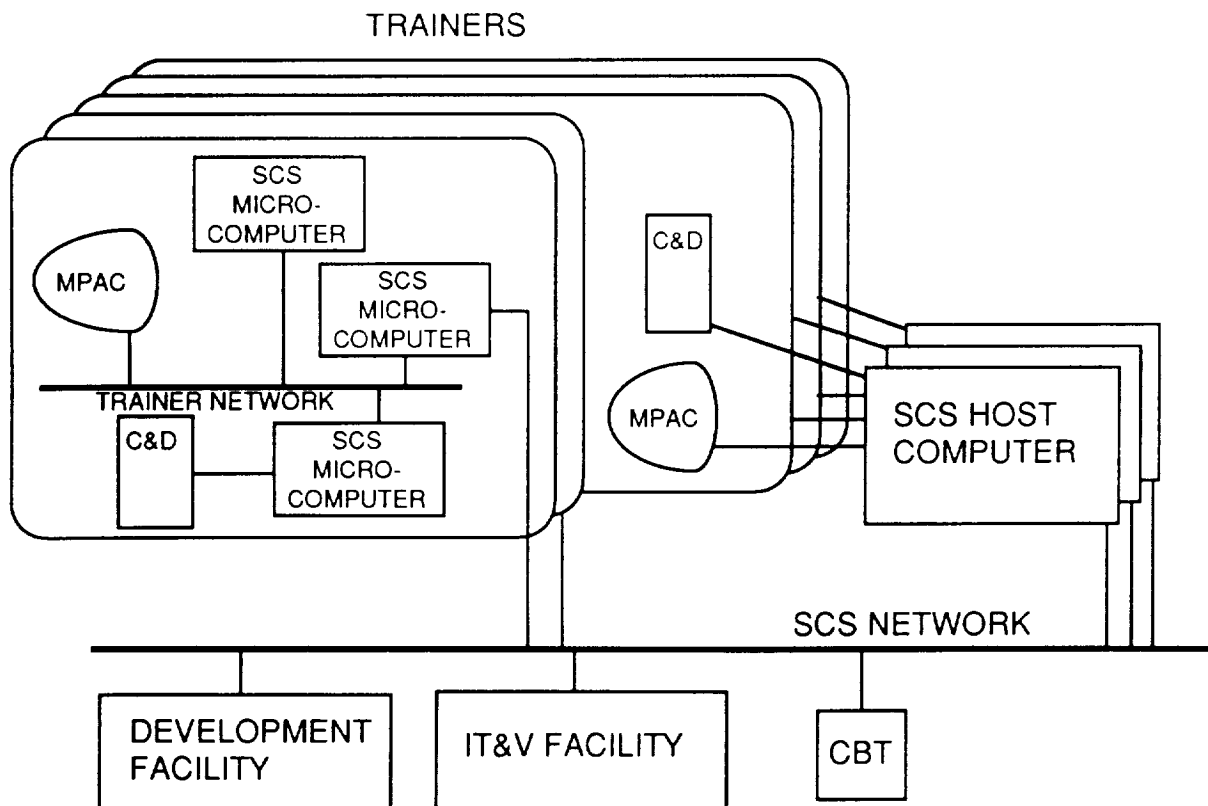 TRAINERS
SCS
MICRO-
COMPUTER
MPAC
SCS
MICRO-
COMPUTER
TRAINER NETWORK
C&D
SCS
MICRO-
COMPUTER
C&D
MPAC
SCS HOST
COMPUTER
SCS NETWORK
DEVELOPMENT
FACILITY
IT&V FACILITY
CBT